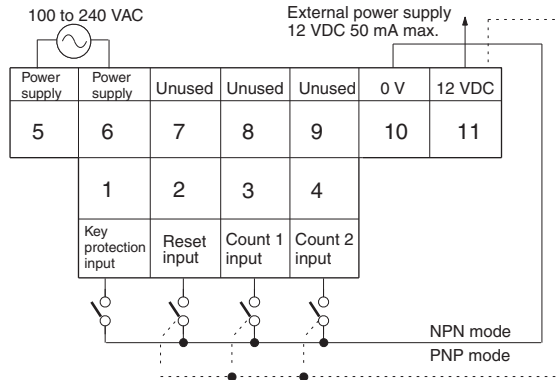 100 to 240 VAC
External power supply
12 VDC 50 mA max.
Power supply
Power supply
Unused
Unused
Unused
0 V
12 VDC
5
6
7
8
9
10
11
1
2
3
4
Key protection input
Reset input
Count 1 input
Count 2 input
NPN mode
PNP mode